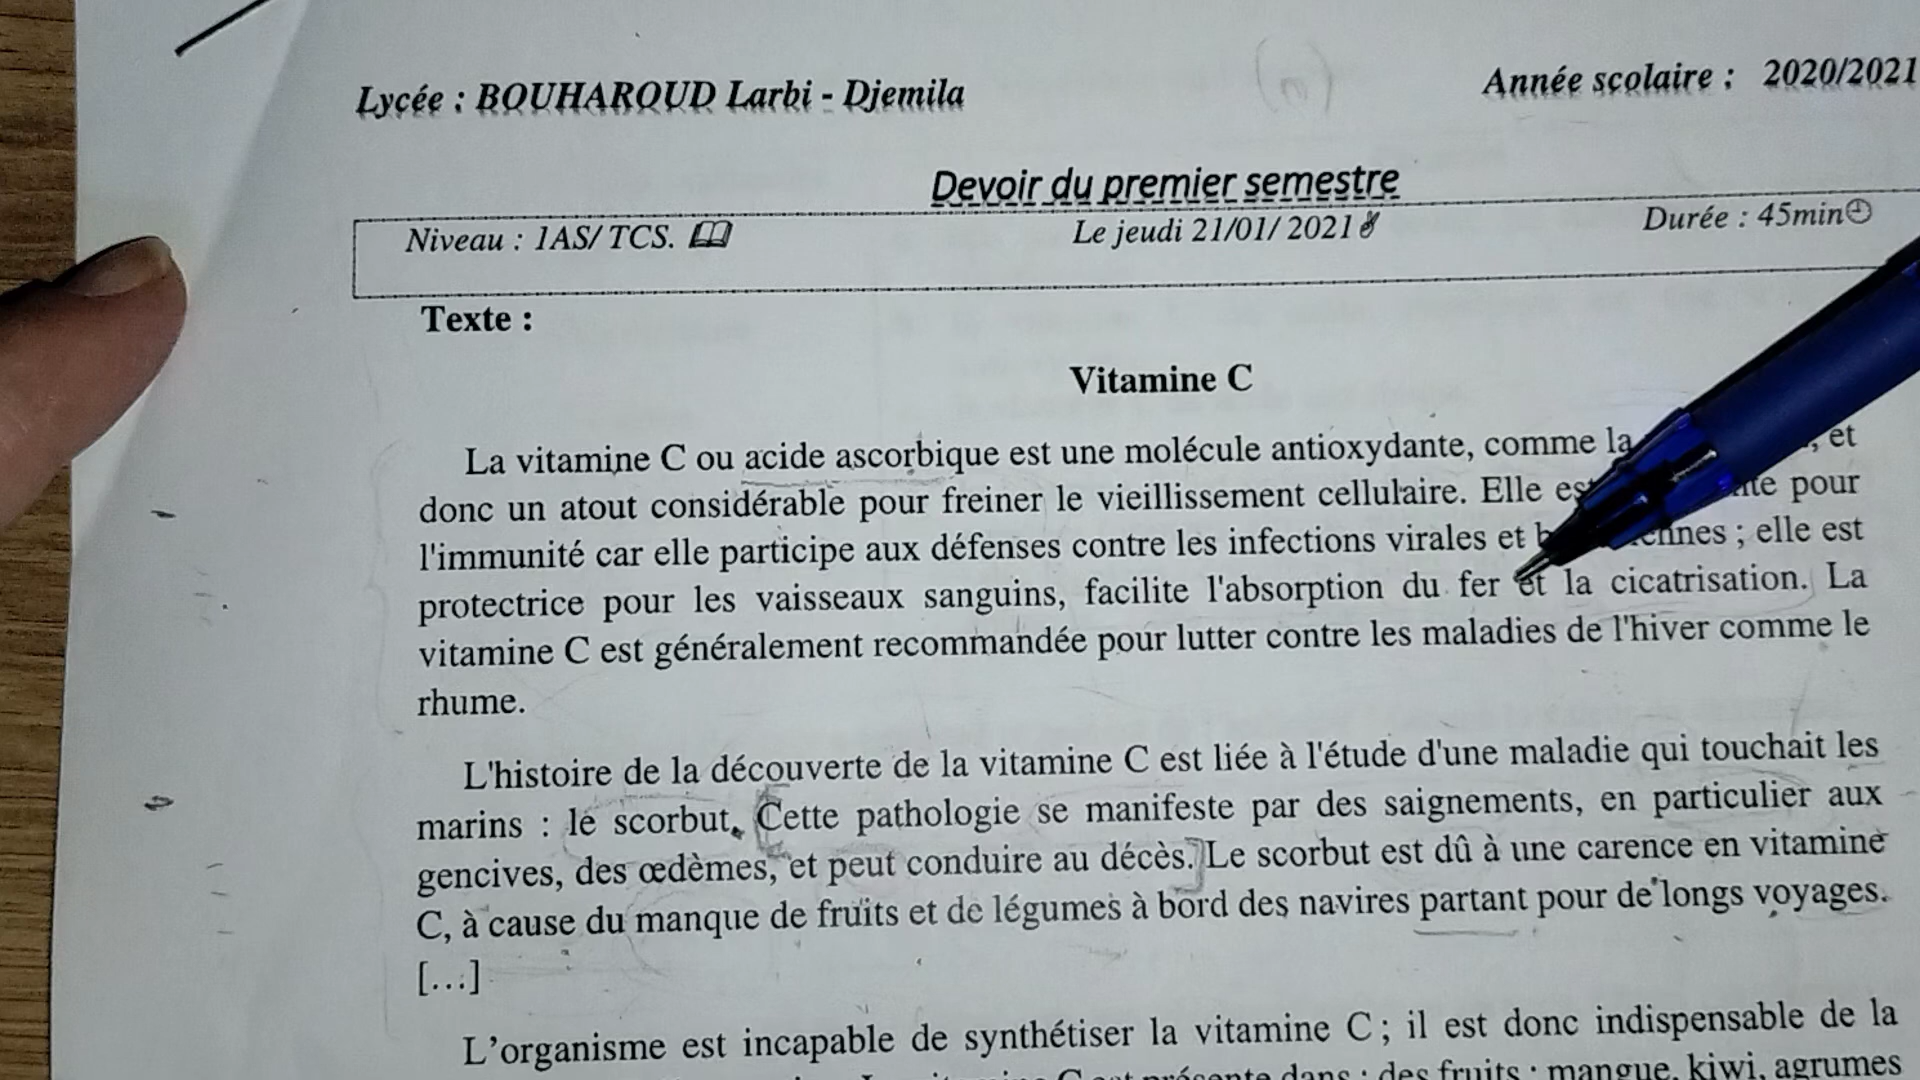 Lycée : BOUHAROUD Larbi - Djemila
Année scolaire : 2020/2021
Devoir du premier semestre
Niveau : 1AS/ TCS.
Le jeudi 21/01/ 2021
Durée : 45min
Texte :
Vitamine C
La vitamine C ou acide ascorbique est une molécule antioxydante, comme la , et
donc un atout considérable pour freiner le vieillissement cellulaire. Elle pour
l'immunité car elle participe aux défenses contre les infections virales et ; elle est
protectrice pour les vaisseaux sanguins, facilite l'absorption du fer et la cicatrisation. La
vitamine C est généralement recommandée pour lutter contre les maladies de l'hiver comme le
rhume.
L'histoire de la découverte de la vitamine C est liée à l'étude d'une maladie qui touchait les
marins : le scorbut. Cette pathologie se manifeste par des saignements, en particulier aux
gencives, des œdèmes, et peut conduire au décès. Le scorbut est dû à une carence en vitamine
C, à cause du manque de fruits et de légumes à bord des navires partant pour de longs voyages.
[...]
L’organisme est incapable de synthétiser la vitamine C ; il est donc indispensable de la
C est présente dans : des fruits : mangue, kiwi, agrumes